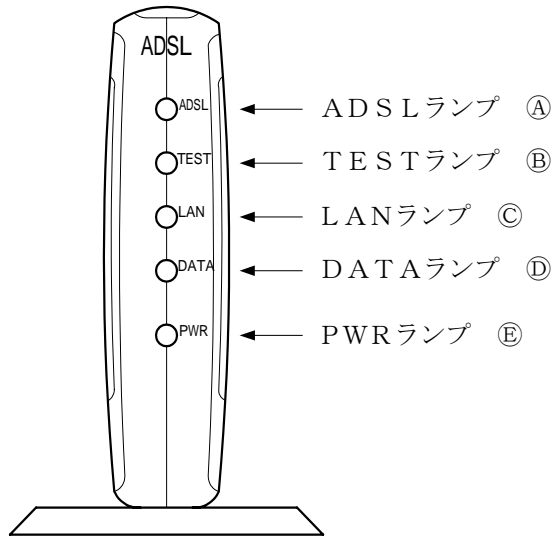 ADSL
ADSL ADSLランプ Ⓐ
TEST TESTランプ Ⓑ
LAN LANランプ Ⓒ
DATA DATAランプ Ⓓ
PWR PWRランプ Ⓔ